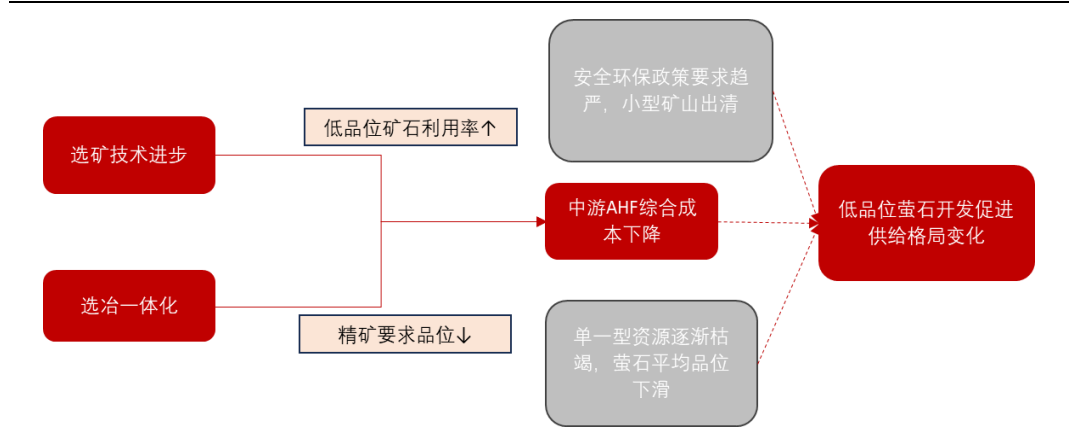 安全环保政策要求趋
严，小型矿山出清
低品位矿石利用率↑
选矿技术进步
中游AHF综合成
本下降
低品位萤石开发促进
供给格局变化
选冶一体化
精矿要求品位↓
单一型资源逐渐枯
竭，萤石平均品位
下滑